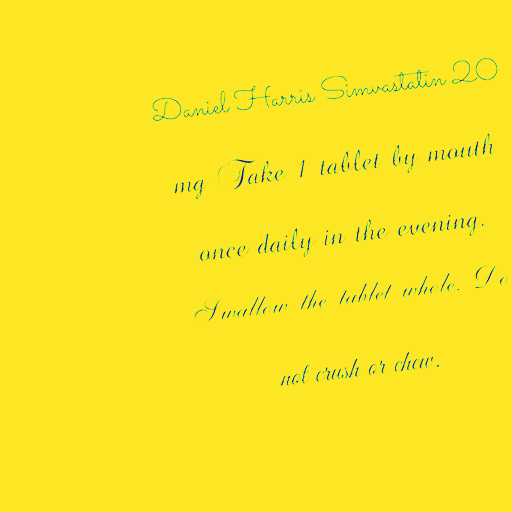 Daniel Harris Simvastatin 20
mg Take 1 tablet by mouth
once daily in the evening.
Swallow the tablet whole. Do
not crush or chew.